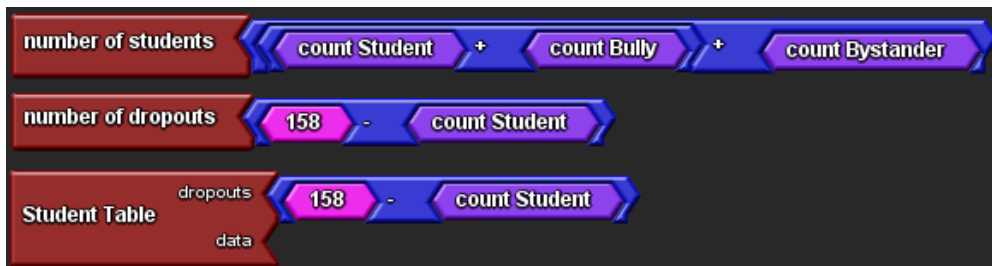 number of students count Student + count Bully + count Bystander
number of dropouts 158 - count Student
Student Table dropouts 158 - count Student
data